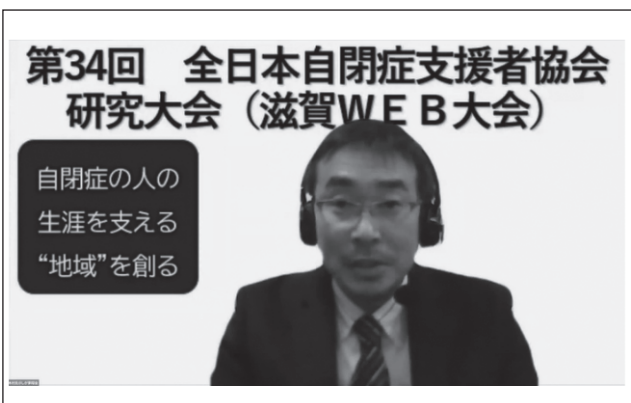 第34回　全日本自閉症支援者協会
研究大会（滋賀ＷＥＢ大会）
自閉症の人の
生涯を支える
“地域”を創る